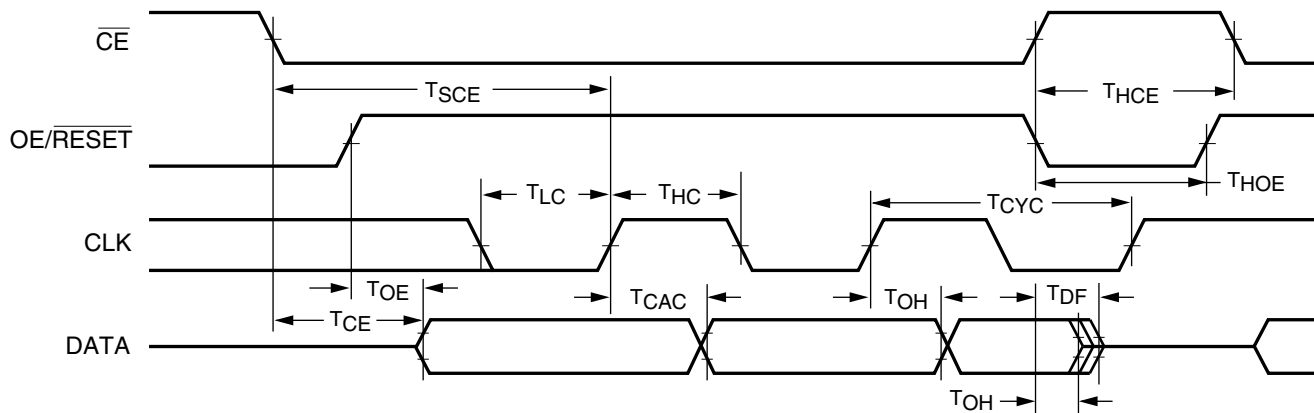 CE
TSCE
THCE
OE/RESET
TLC
THC
TCYC
THOE
CLK
TOE
TCE
TCAC
TOH
TDF
DATA
TOH